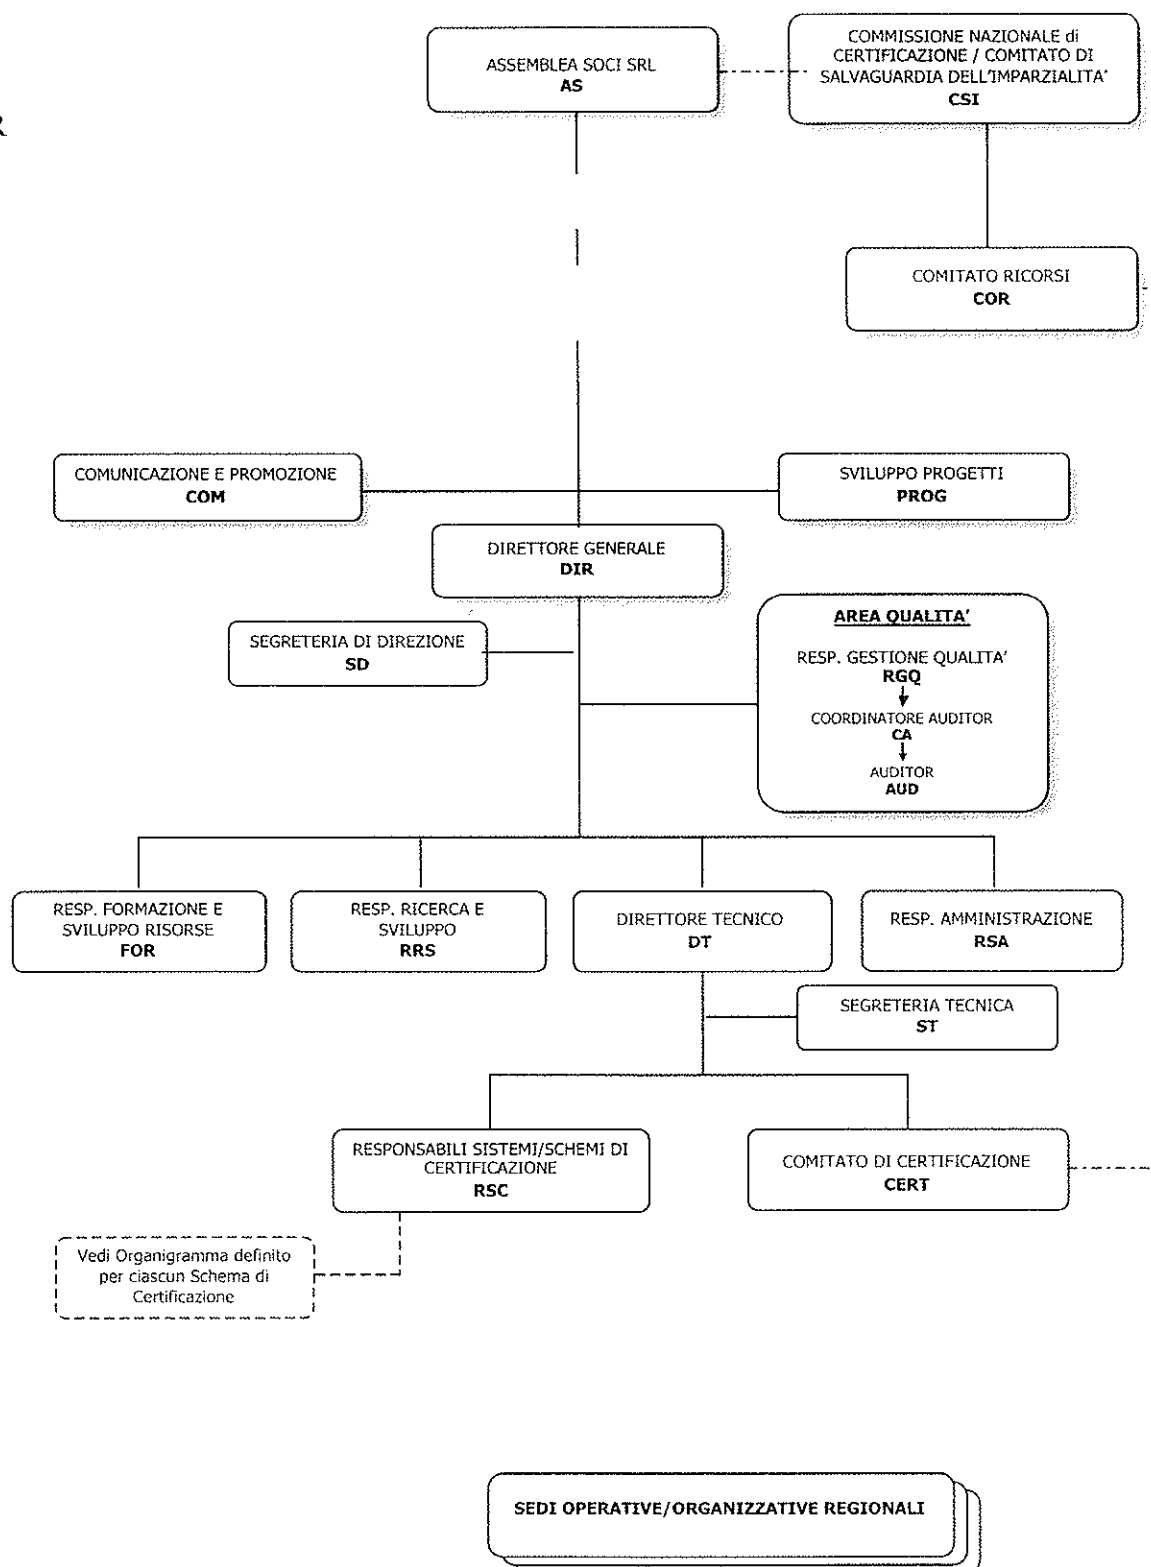 ASSEMBLEA SOCI SRL
AS
COMMISSIONE NAZIONALE di
CERTIFICAZIONE / COMITATO DI
SALVAGUARDIA DELL'IMPARZIALITA'
CSI
R
COMITATO RICORSI
COR
COMUNICAZIONE E PROMOZIONE
COM
SVILUPPO PROGETTI
PROG
DIRETTORE GENERALE
DIR
SEGRETERIA DI DIREZIONE
SD
AREA QUALITA'
RESP. GESTIONE QUALITA'
RGQ
COORDINATORE AUDITOR
CA
AUDITOR
AUD
RESP. FORMAZIONE E
SVILUPPO RISORSE
FOR
RESP. RICERCA E
SVILUPPO
RRS
DIRETTORE TECNICO
DT
RESP. AMMINISTRAZIONE
RSA
SEGRETERIA TECNICA
ST
RESPONSABILI SISTEMI/SCHEMI DI
CERTIFICAZIONE
RSC
COMITATO DI CERTIFICAZIONE
CERT
Vedi Organigramma definito
per ciascun Schema di
Certificazione
SEDI OPERATIVE/ORGANIZZATIVE REGIONALI